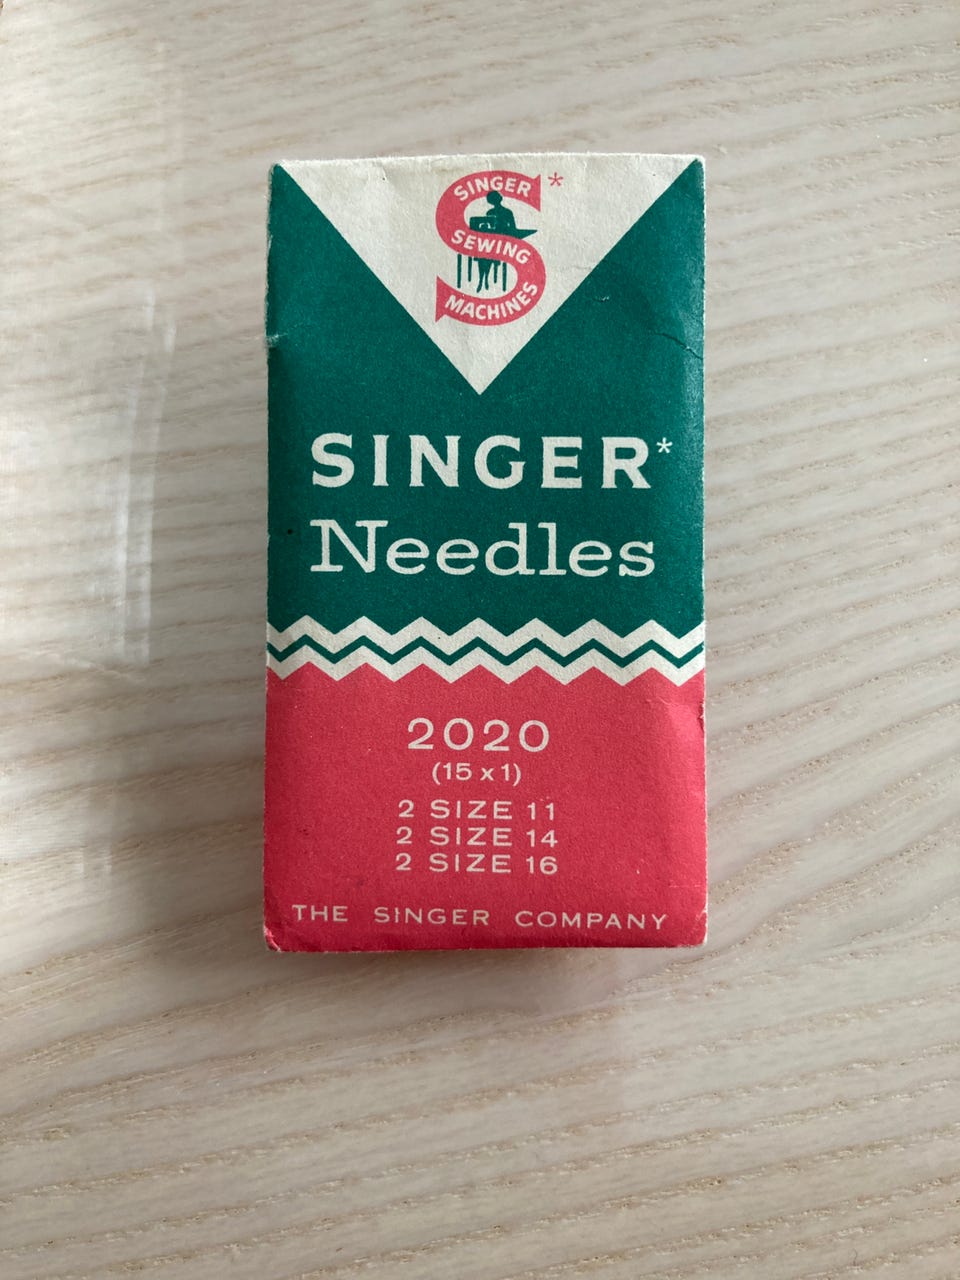 SINGER *
SEWING
MACHINES
SINGER*
Needles
2020
(15 x 1)
2 SIZE 11
2 SIZE 14
2 SIZE 16
THE SINGER COMPANY